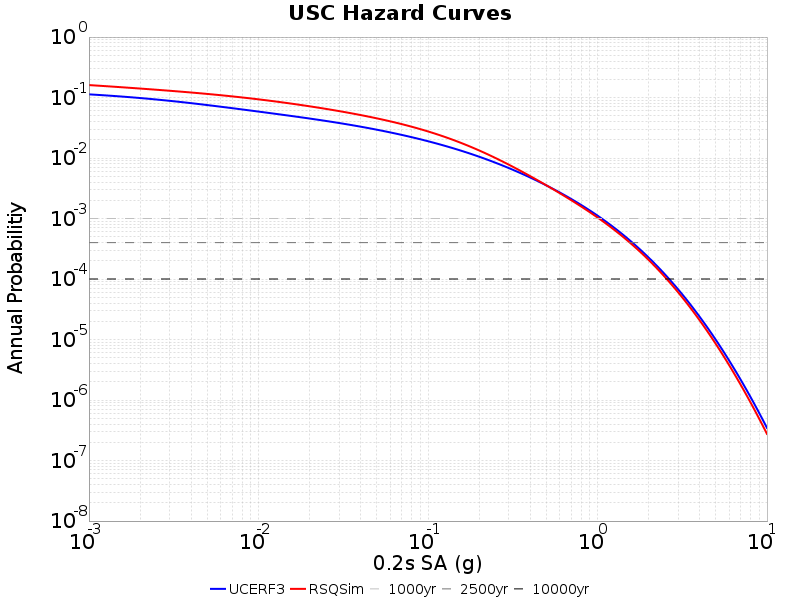 USC Hazard Curves
10^0
10^-1
10^-2
10^-3
10^-4
10^-5
10^-6
10^-7
10^-8
Annual Probabilitiy
10^-3 10^-2 10^-1 10^0 10^1
0.2s SA (g)
UCERF3 RSQSim 1000yr 2500yr 10000yr